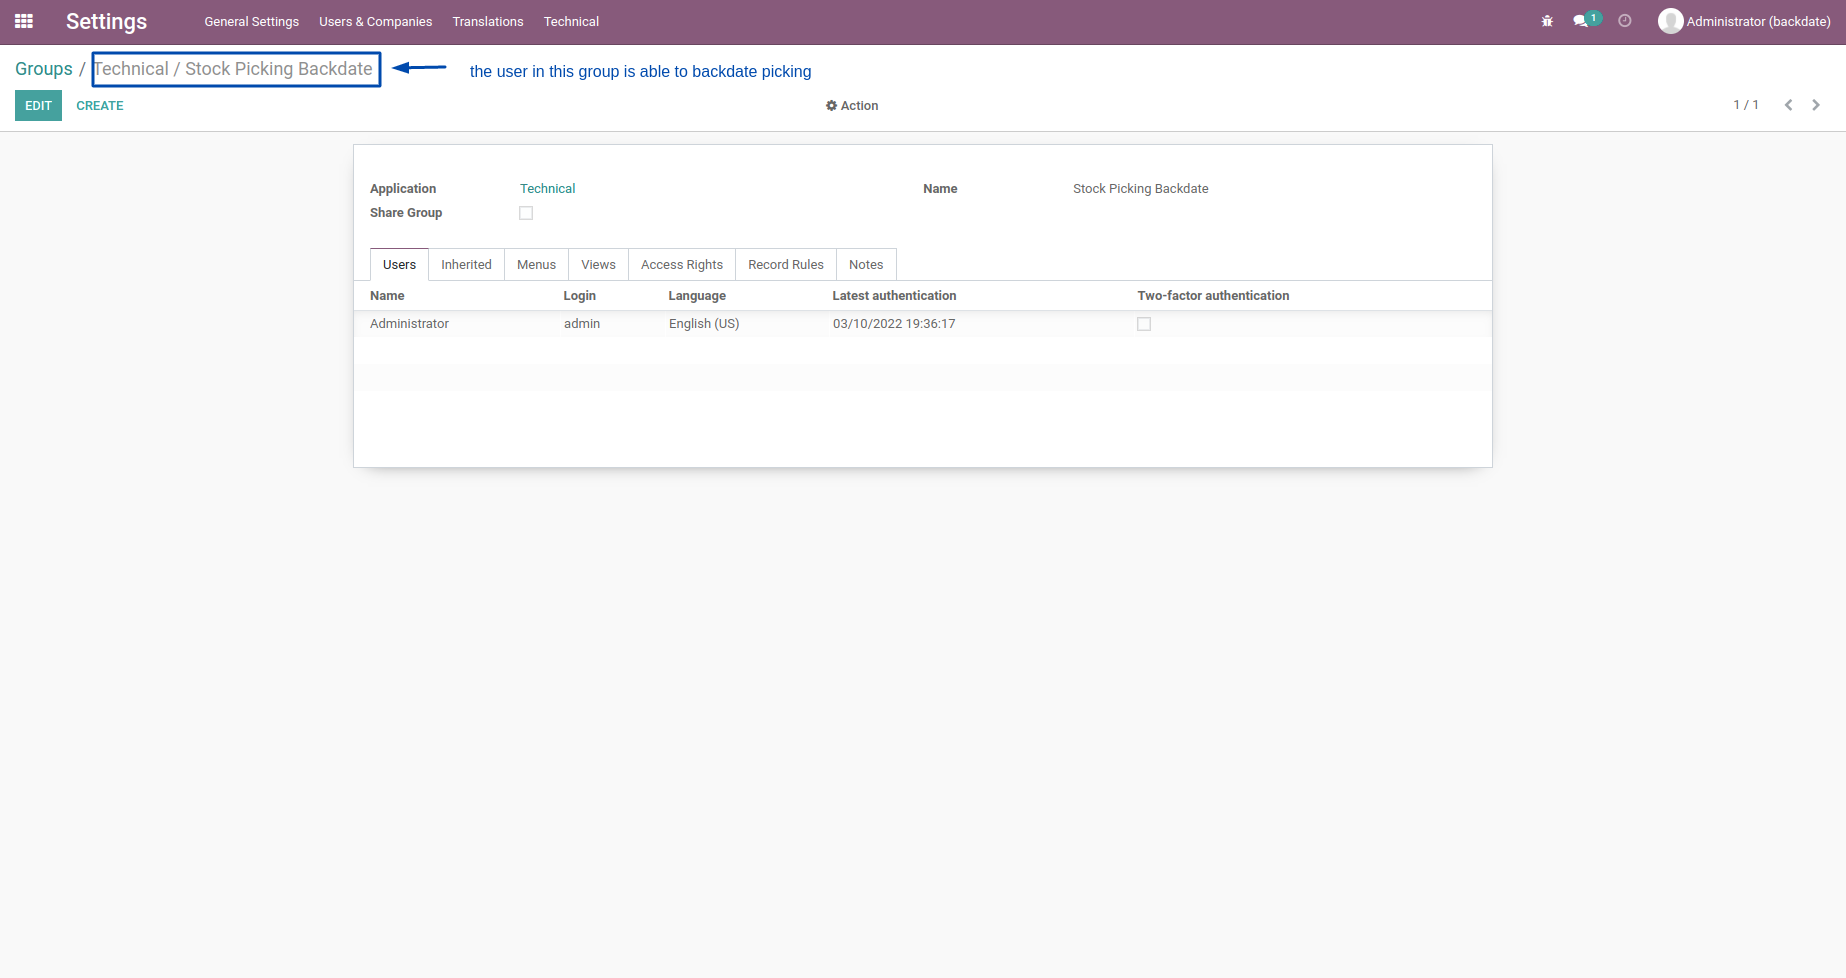 Settings General Settings Users & Companies Translations Technical 1 Administrator (backdate)
Groups / Technical / Stock Picking Backdate the user in this group is able to backdate picking
EDIT CREATE Action 1 / 1
Application Technical Name Stock Picking Backdate
Share Group
Users Inherited Menus Views Access Rights Record Rules Notes
Name Login Language Latest authentication Two-factor authentication
Administrator admin English (US) 03/10/2022 19:36:17